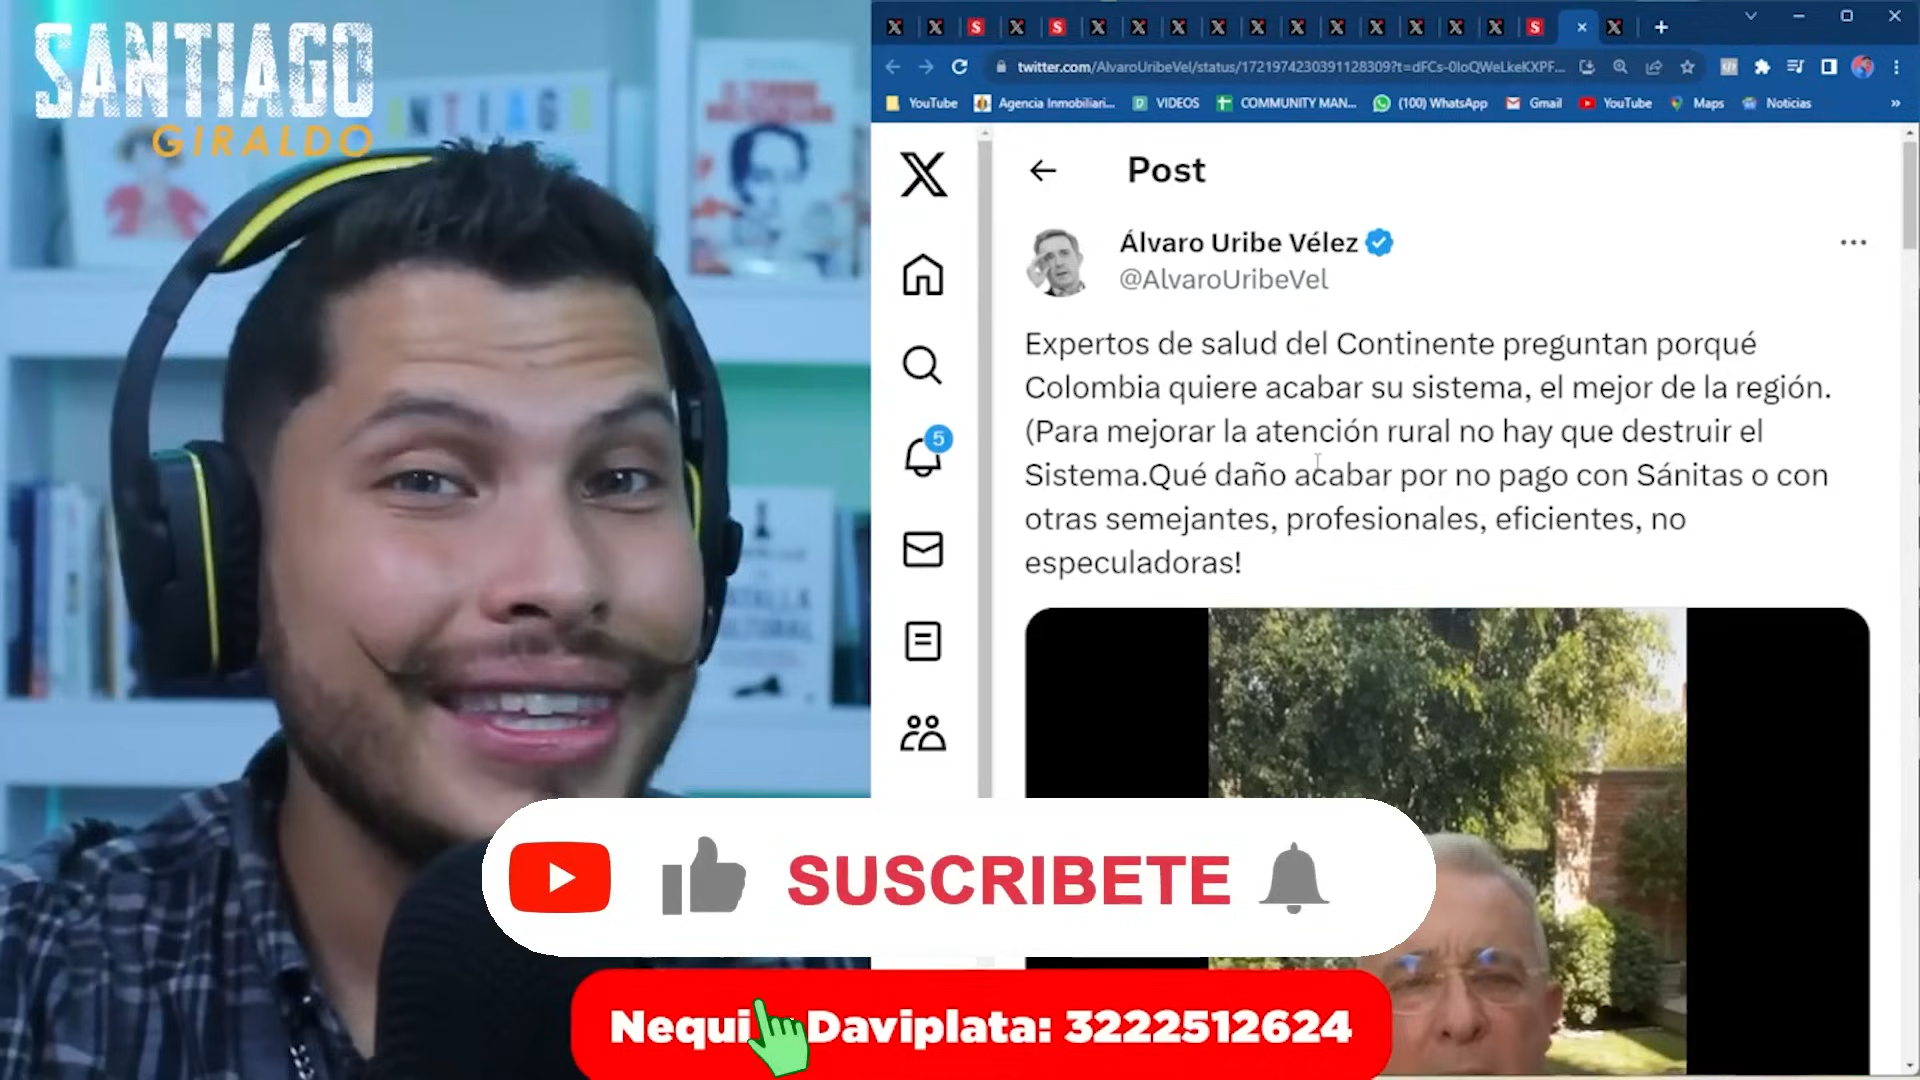 SANTIAGO
GIRALDO
twitter.com/AlvaroUribeVel/status/1721974230391128309?t=dFCs-0IoQWeLkeKXPF...
YouTube
Agencia Inmobiliari...
VIDEOS
COMMUNITY MAN...
(100) WhatsApp
Gmail
YouTube
Maps
Noticias
»
Post
Álvaro Uribe Vélez
@AlvaroUribeVel
Expertos de salud del Continente preguntan porqué
Colombia quiere acabar su sistema, el mejor de la región.
(Para mejorar la atención rural no hay que destruir el
Sistema.Qué daño acabar por no pago con Sánitas o con
otras semejantes, profesionales, eficientes, no
especuladoras!
5
SUSCRIBETE
Nequi Daviplata: 3222512624